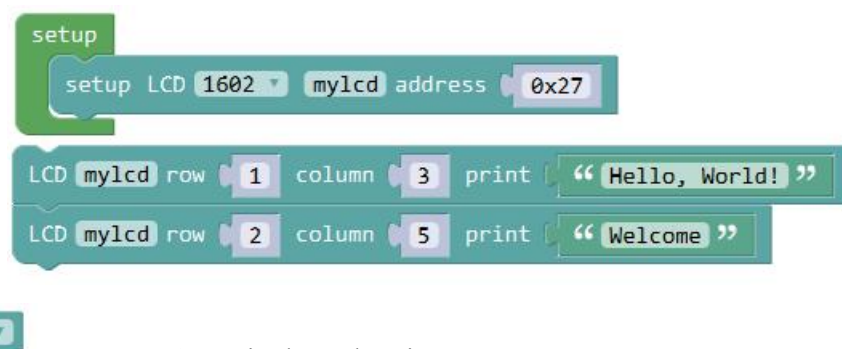 setup
setup LCD 1602 mylcd address 0x27
LCD mylcd row 1 column 3 print “ Hello, World! ”
LCD mylcd row 2 column 5 print “ Welcome ”